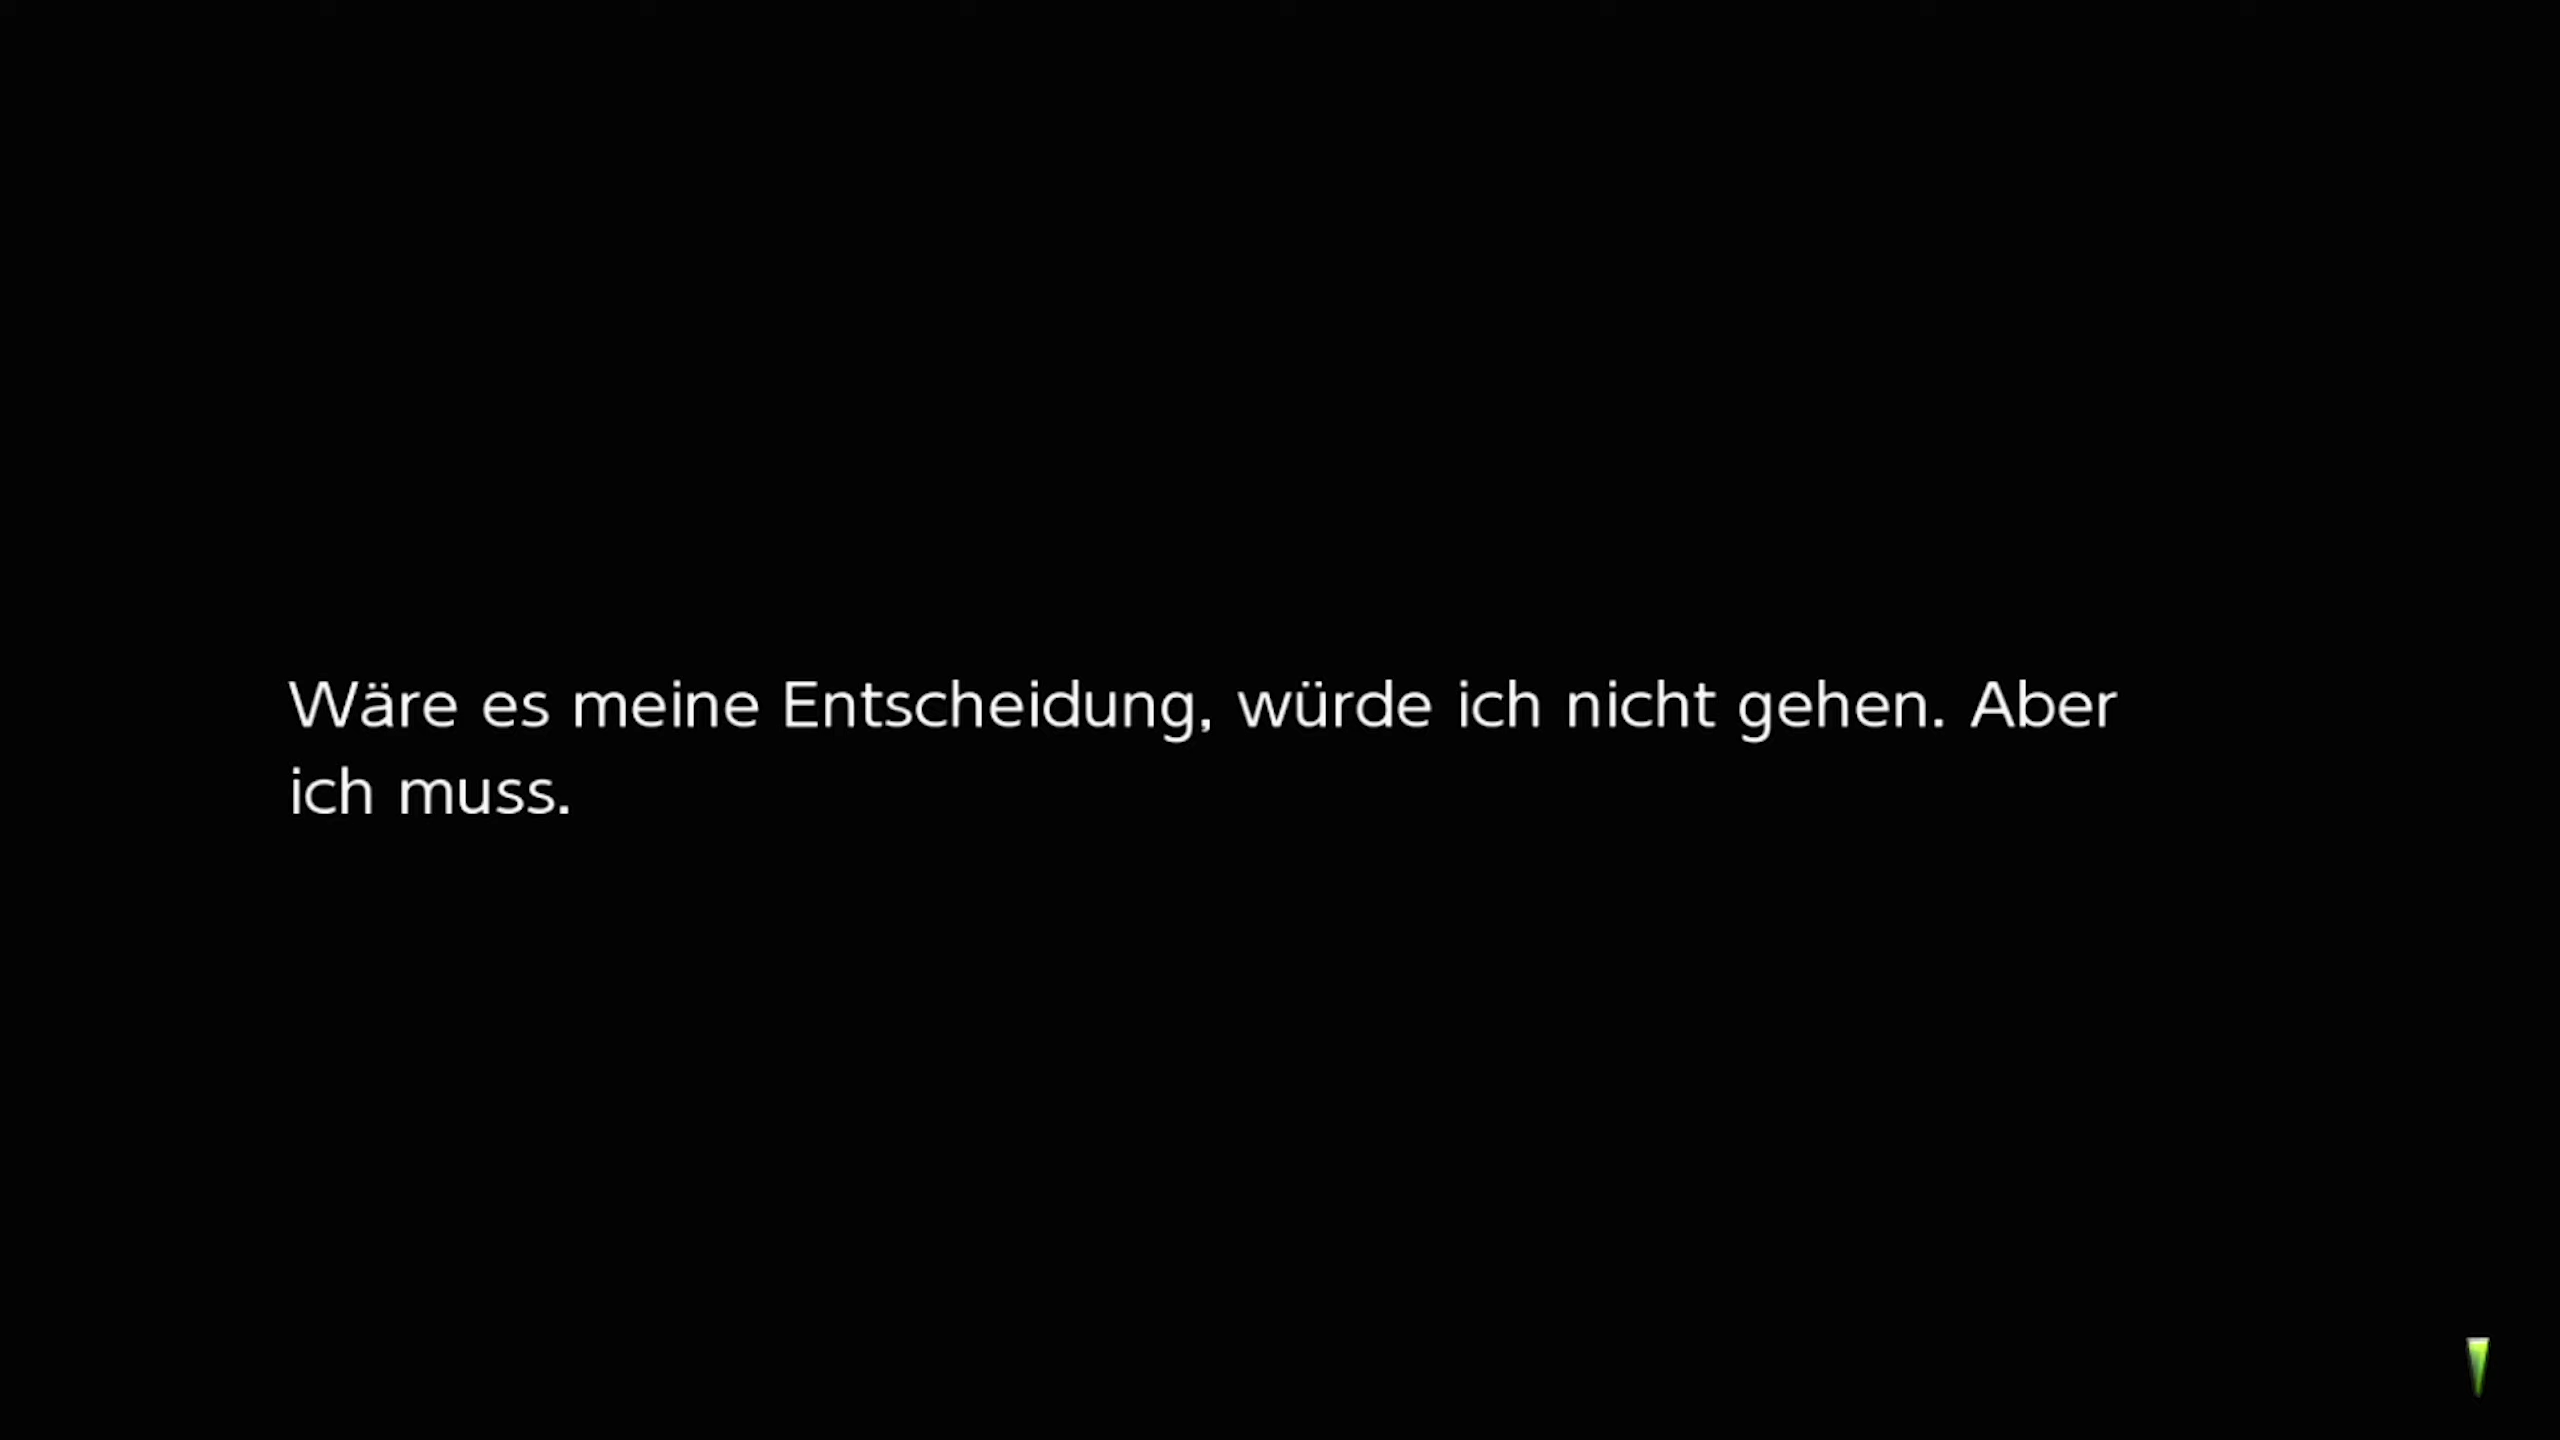 Wäre es meine Entscheidung, würde ich nicht gehen. Aber
ich muss.